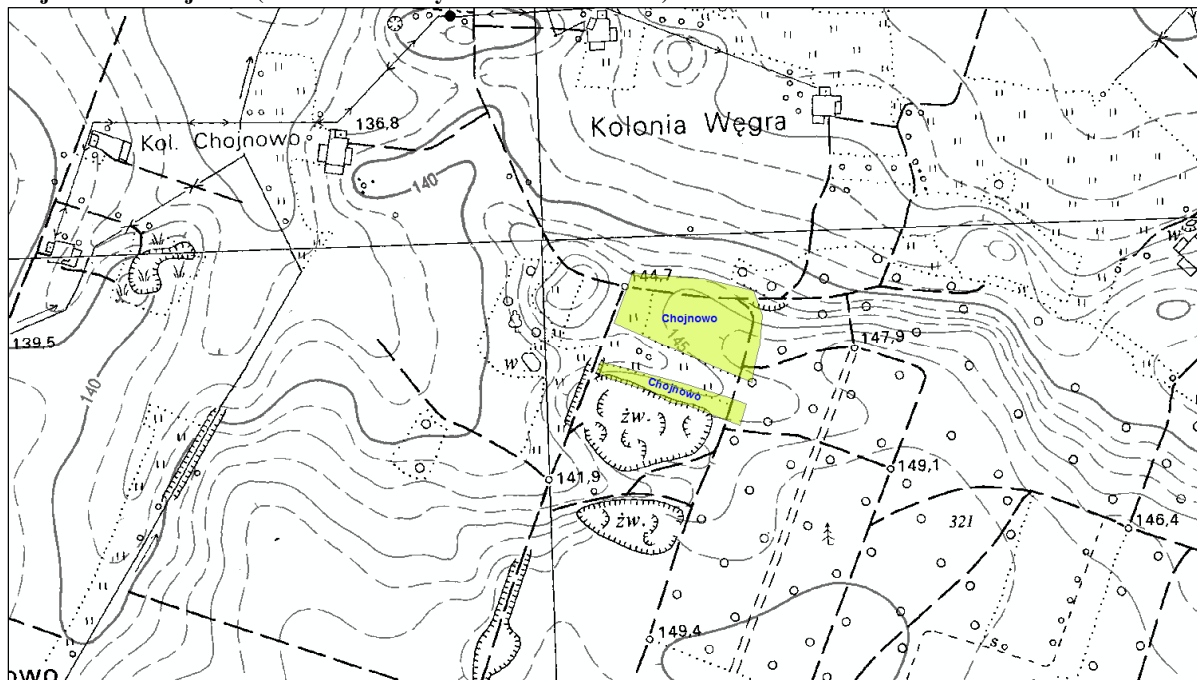 136,8
Kol. Chojnowo
Kolonia Węgra
140
w
144,7
Chojnowo
139,5
145
147,9
140
w
Chojnowo
żw.
149,1
141,9
żw.
321
146,4
149,4
s
OWO